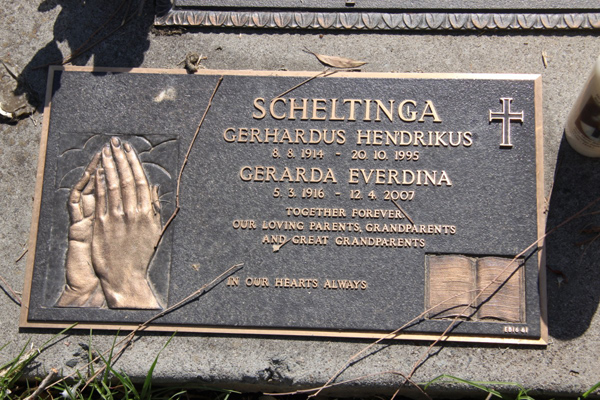 SCHELTINGA
GERHARDUS HENDRIKUS
8. 8. 1914 - 20. 10. 1995
GERARDA EVERDINA
5. 3. 1916 - 12. 4. 2007
TOGETHER FOREVER
OUR LOVING PARENTS, GRANDPARENTS
AND GREAT GRANDPARENTS
IN OUR HEARTS ALWAYS